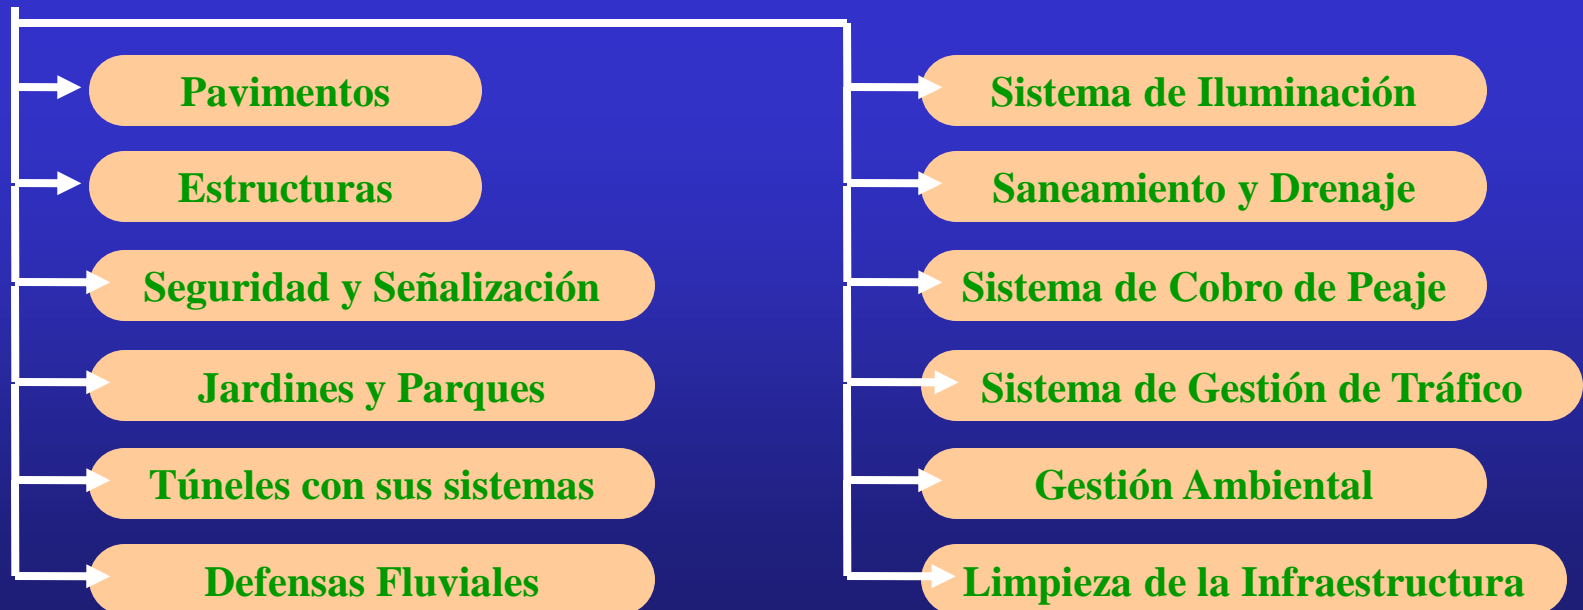 Pavimentos
Estructuras
Seguridad y Señalización
Jardines y Parques
Túneles con sus sistemas
Defensas Fluviales
Sistema de Iluminación
Saneamiento y Drenaje
Sistema de Cobro de Peaje
Sistema de Gestión de Tráfico
Gestión Ambiental
Limpieza de la Infraestructura